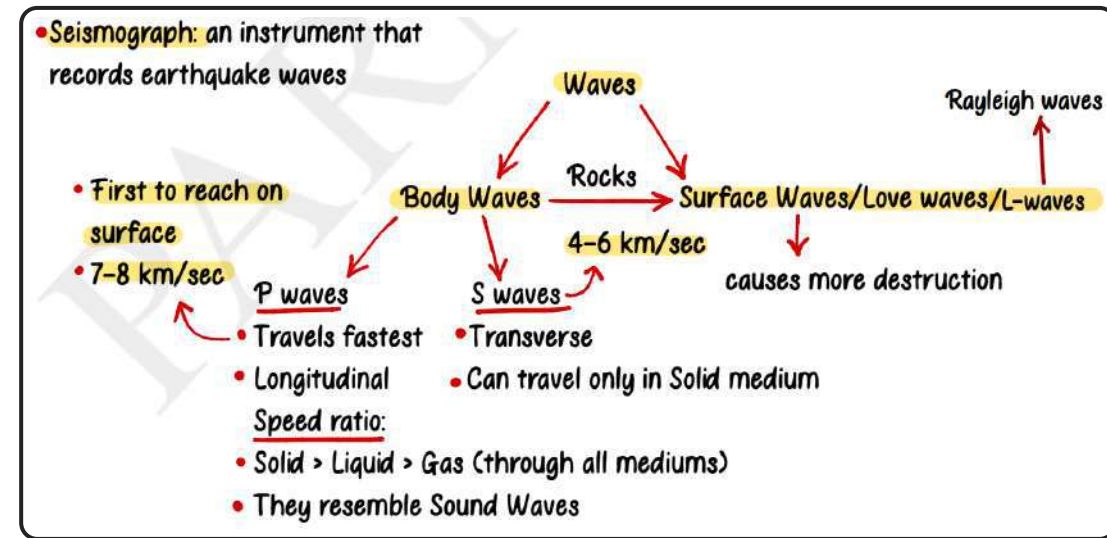 •Seismograph: an instrument that
records earthquake waves
Waves
Rayleigh waves
• First to reach on
surface
• 7–8 km/sec
Body Waves
Rocks
Surface Waves/Love waves/L-waves
4–6 km/sec
causes more destruction
P waves
• Travels fastest
• Longitudinal
Speed ratio:
• Solid > Liquid > Gas (through all mediums)
• They resemble Sound Waves
S waves
•Transverse
• Can travel only in Solid medium
PAR